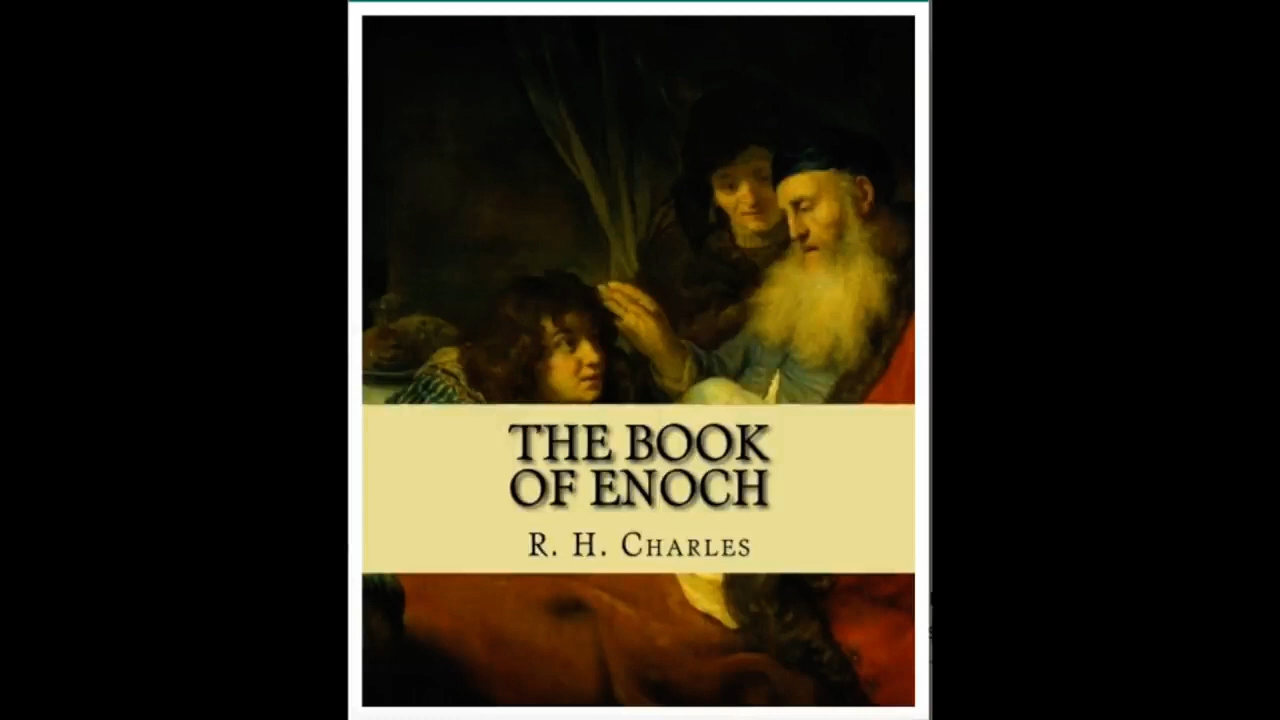 THE BOOK
OF ENOCH
R. H. CHARLES